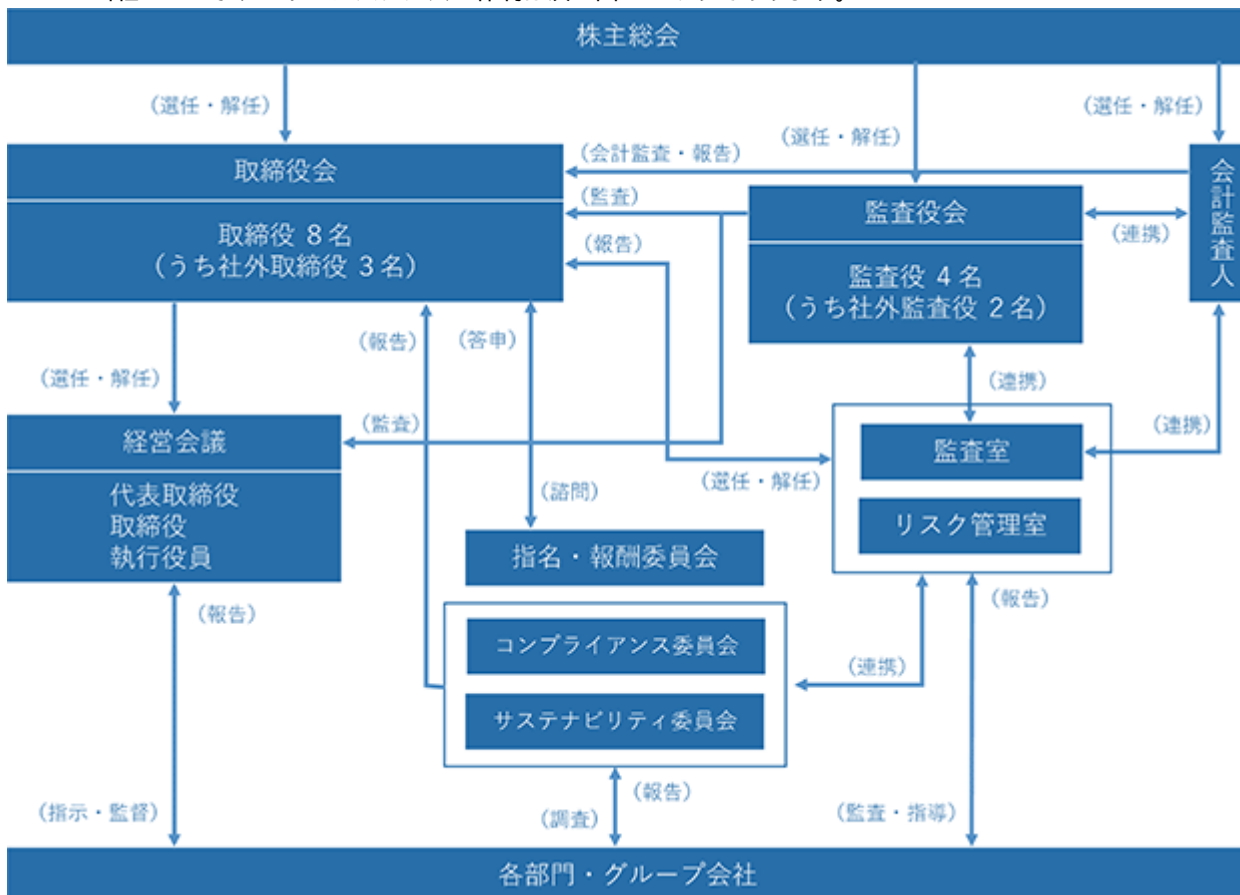 株主総会
（選任・解任）
（選任・解任）
（選任・解任）
取締役会
（会計監査・報告）
会計監査人
（監査）
監査役会
取締役 8 名
（うち社外取締役 3 名）
（報告）
（連携）
監査役 4 名
（うち社外監査役 2 名）
（報告）
（答申）
（選任・解任）
（連携）
経営会議
（監査）
（連携）
監査室
代表取締役
取締役
執行役員
（諮問）
（選任・解任）
リスク管理室
指名・報酬委員会
（報告）
（報告）
コンプライアンス委員会
（連携）
サステナビリティ委員会
（報告）
（指示・監督）
（調査）
（監査・指導）
各部門・グループ会社